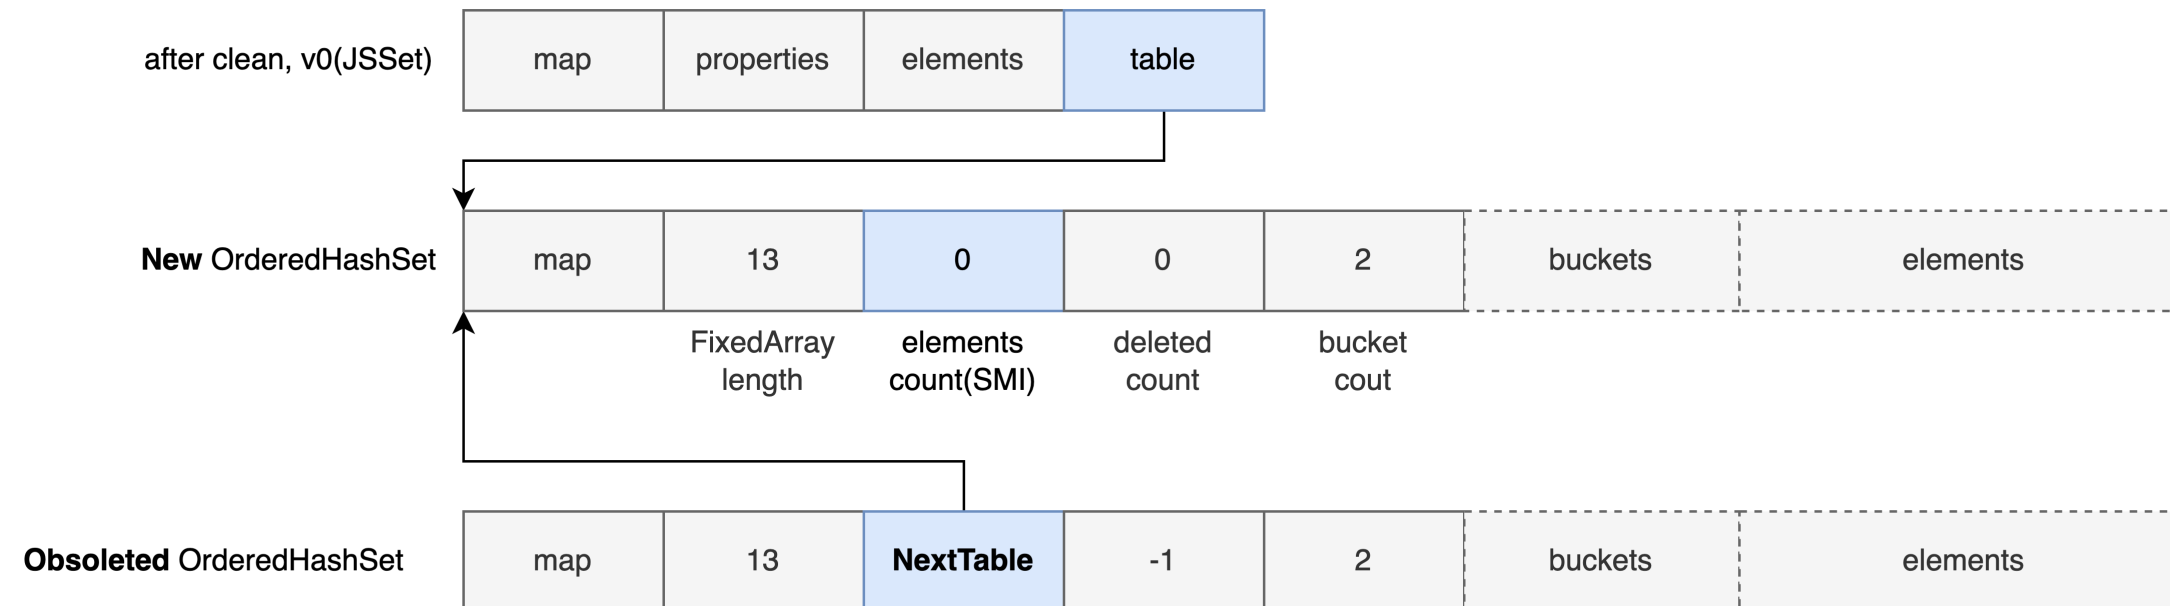 after clean, v0(JSSet)
map
properties
elements
table
New OrderedHashSet
map
13
0
0
2
buckets
elements
FixedArray
length
elements
count(SMI)
deleted
count
bucket
cout
Obsoleted OrderedHashSet
map
13
NextTable
-1
2
buckets
elements